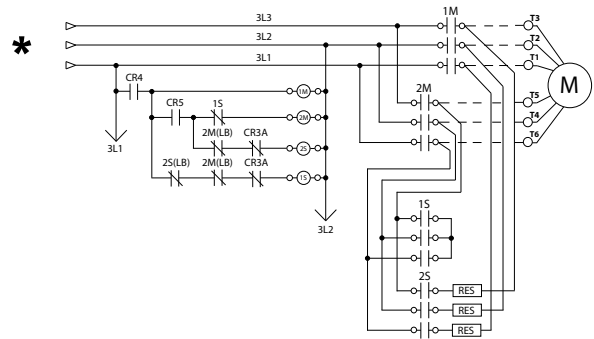 1M
3L3
T3
*
3L2
T2
3L1
T1
CR4
M
2M
1M
T5
CR5
1S
2M
T4
2M(LB)
CR3A
T6
3L1
2S
2S(LB)
2M(LB)
CR3A
1S
3L2
1S
2S
RES
RES
RES